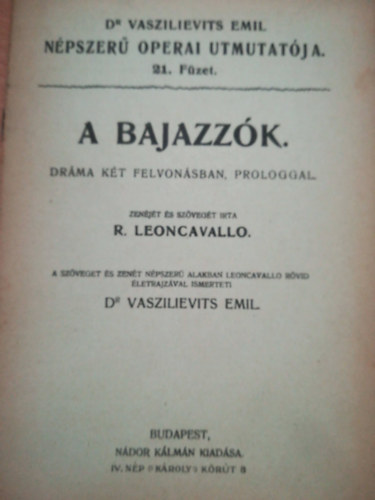 Dr VASZILIEVITS EMIL
NÉPSZERŰ OPERAI UTMUTATÓJA.
21. Füzet.
A BAJAZZÓK.
DRÁMA KÉT FELVONÁSBAN, PROLOGGAL.
ZENÉJÉT ÉS SZÖVEGÉT IRTA
R. LEONCAVALLO.
A SZÖVEGET ÉS ZENÉT NÉPSZERŰ ALAKBAN LEONCAVALLO RÖVID
ÉLETRAJZÁVAL ISMERTETI
Dr VASZILIEVITS EMIL.
BUDAPEST,
NÁDOR KÁLMÁN KIADÁSA.
IV. NÉP KÁROLY KÖRÚT 8